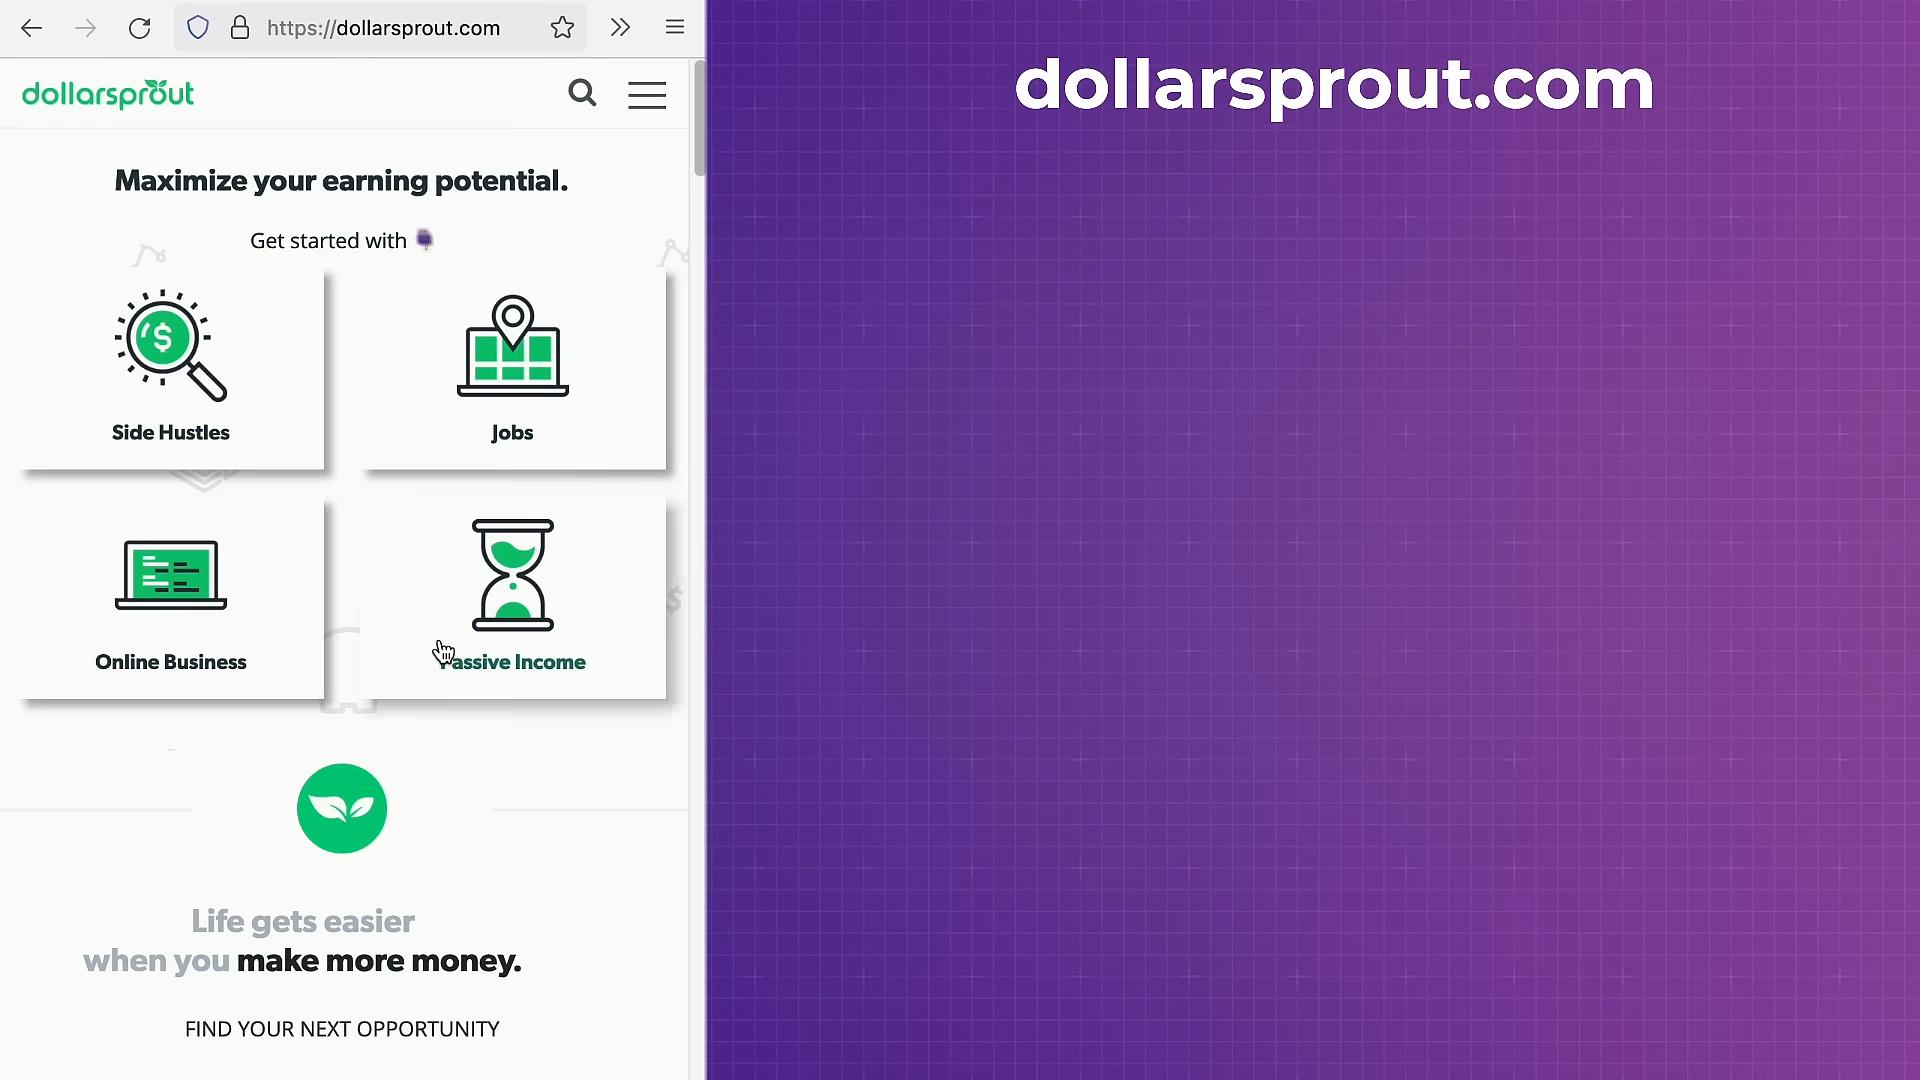 https://dollarsprout.com
dollarsprout
Maximize your earning potential.
Get started with
Side Hustles
Jobs
Online Business
Passive Income
Life gets easier
when you make more money.
FIND YOUR NEXT OPPORTUNITY
dollarsprout.com